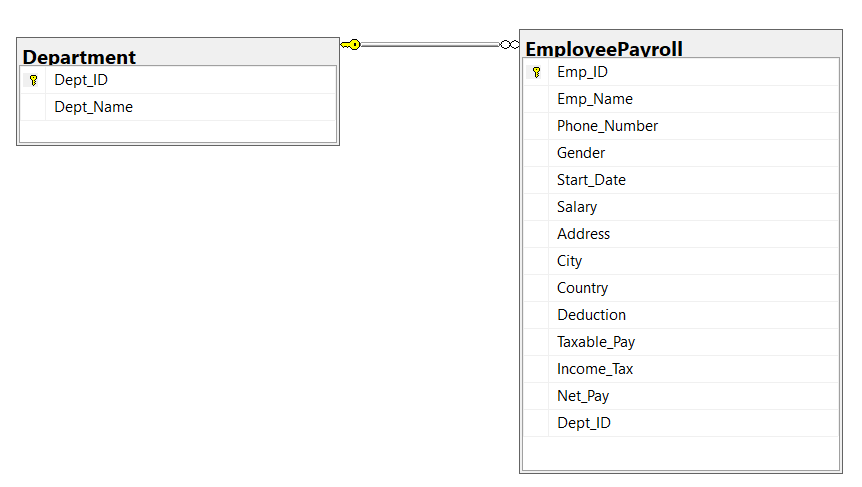 Department
Dept_ID
Dept_Name
EmployeePayroll
Emp_ID
Emp_Name
Phone_Number
Gender
Start_Date
Salary
Address
City
Country
Deduction
Taxable_Pay
Income_Tax
Net_Pay
Dept_ID